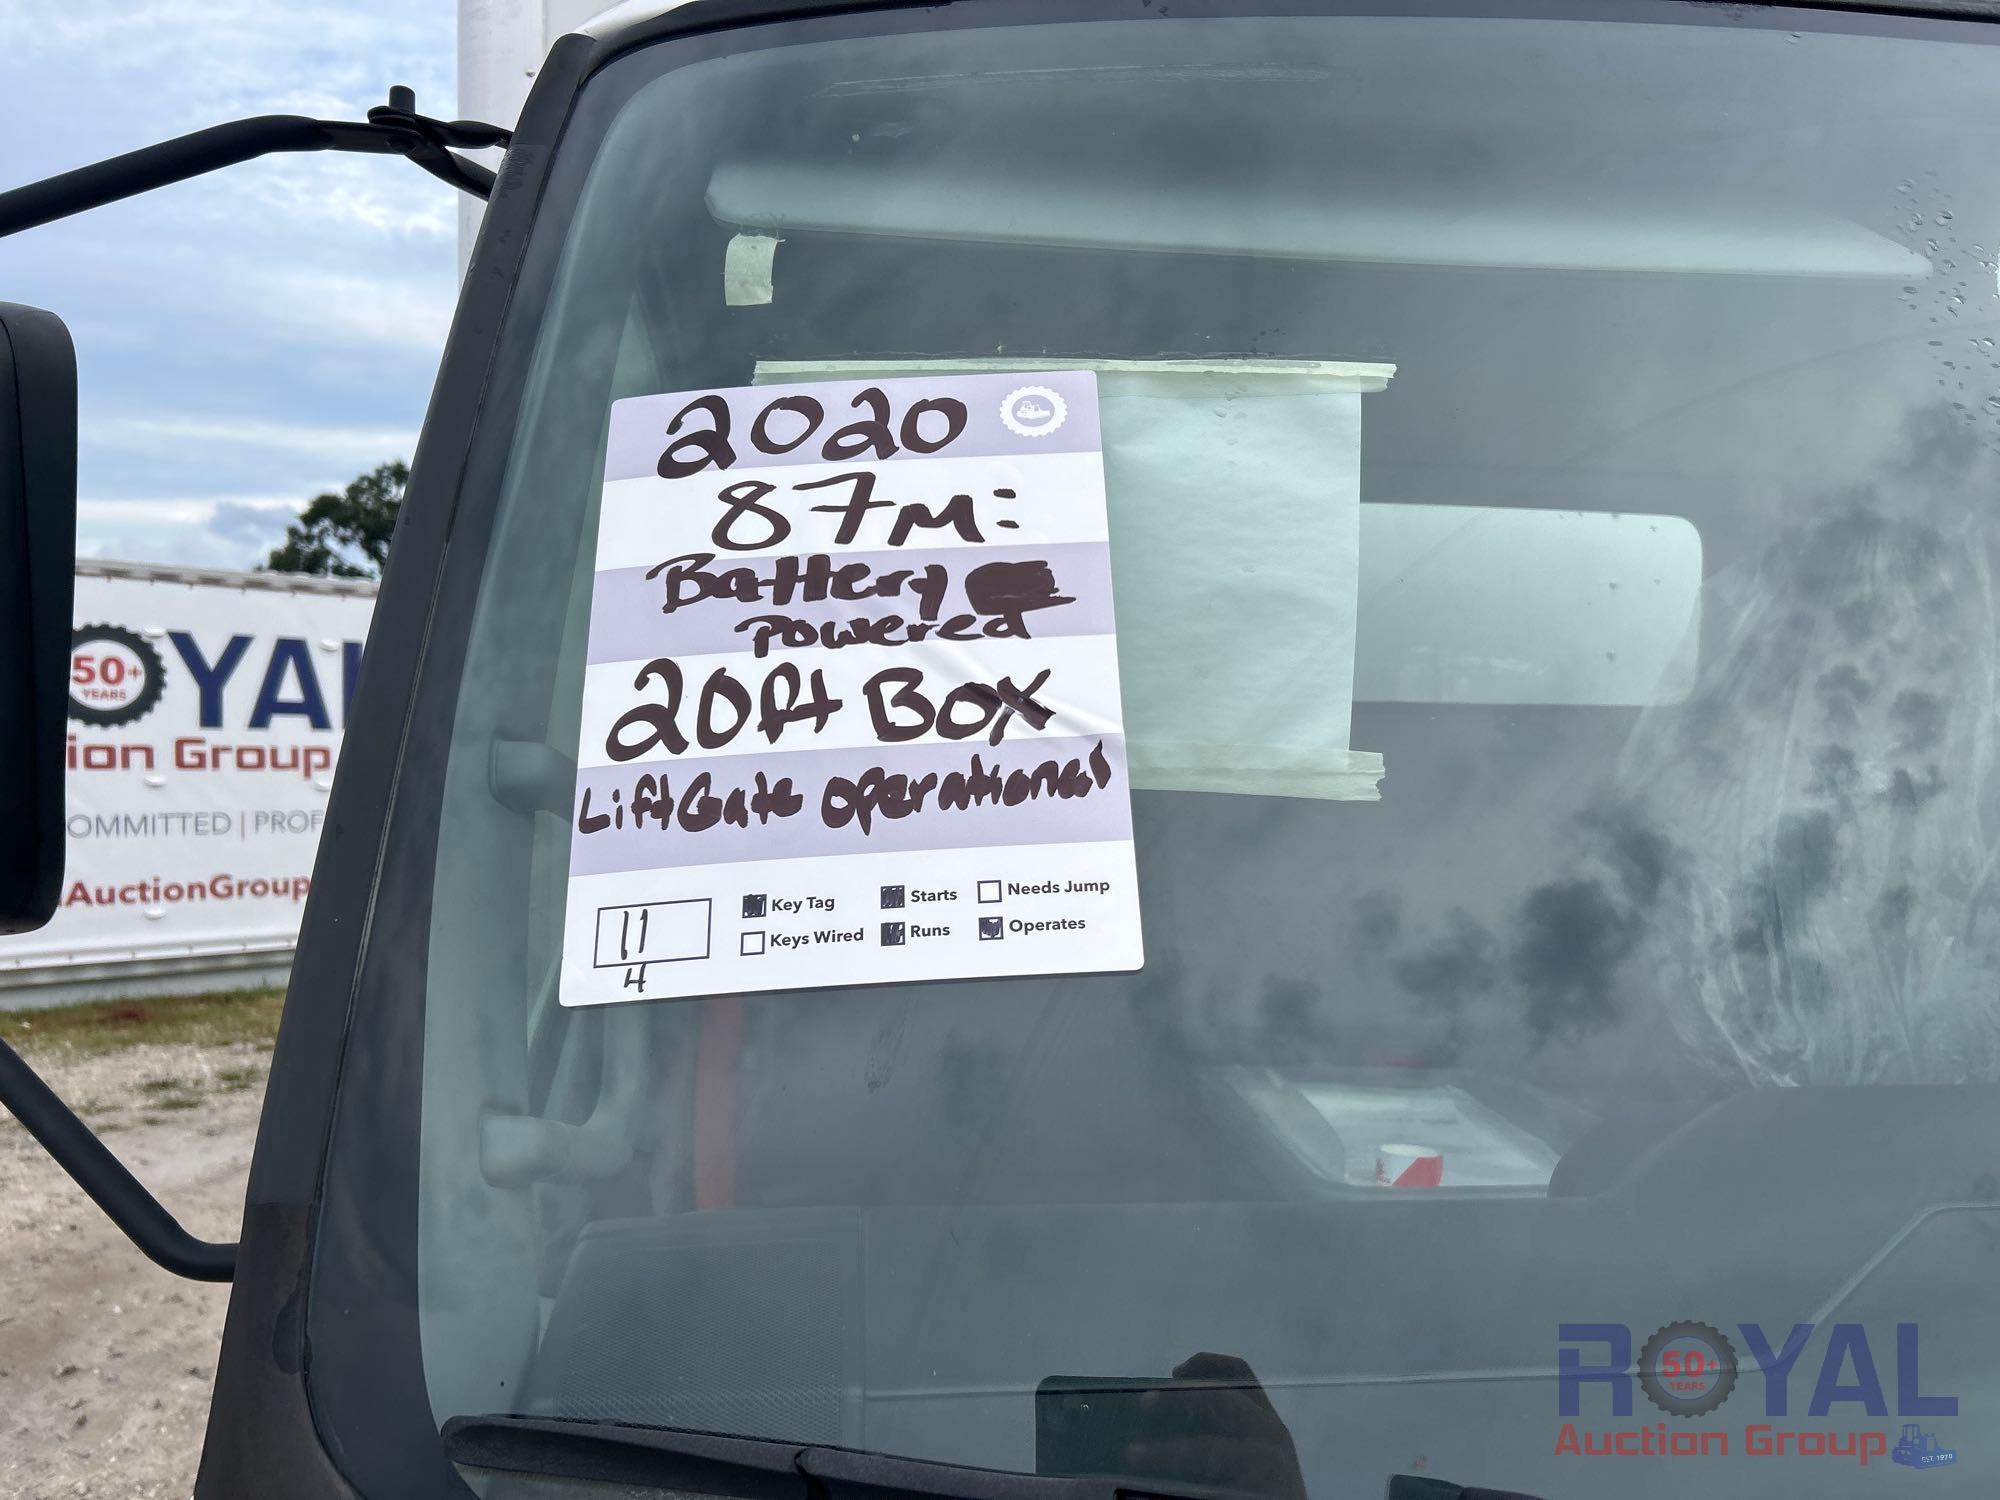 2020
87 M:
Battery
Powered
20ft Box
LiftGate operational
11
4
Key Tag
Starts
Needs Jump
Keys Wired
Runs
Operates
50+
YEARS
YAL
ion Group
OMMITTED | PROF
AuctionGroup
ROYAL
50+
YEARS
Auction Group
EST. 1970